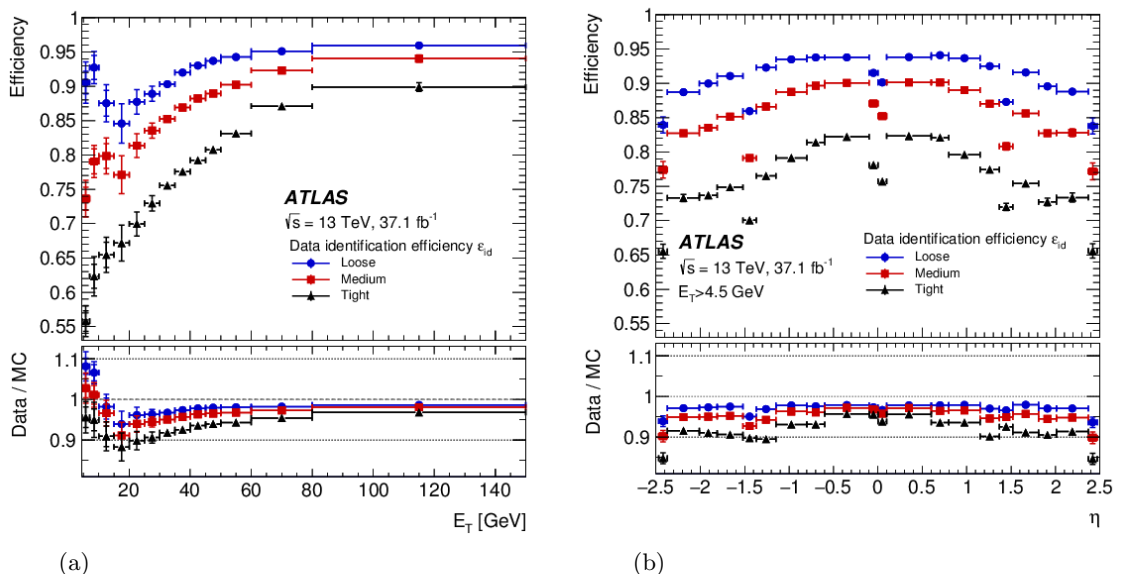 Efficiency
0.95
0.9
0.85
0.8
0.75
0.7
0.65
0.6
0.55
ATLAS
√s = 13 TeV, 37.1 fb⁻¹
Data identification efficiency ε_id
Loose
Medium
Tight
Data / MC
1.1
1
0.9
20 40 60 80 100 120 140
E_T [GeV]
(a)
Efficiency
1
0.95
0.9
0.85
0.8
0.75
0.7
0.65
0.6
0.55
ATLAS
√s = 13 TeV, 37.1 fb⁻¹
E_T>4.5 GeV
Data identification efficiency ε_id
Loose
Medium
Tight
Data / MC
1.1
1
0.9
−2.5 −2 −1.5 −1 −0.5 0 0.5 1 1.5 2 2.5
η
(b)